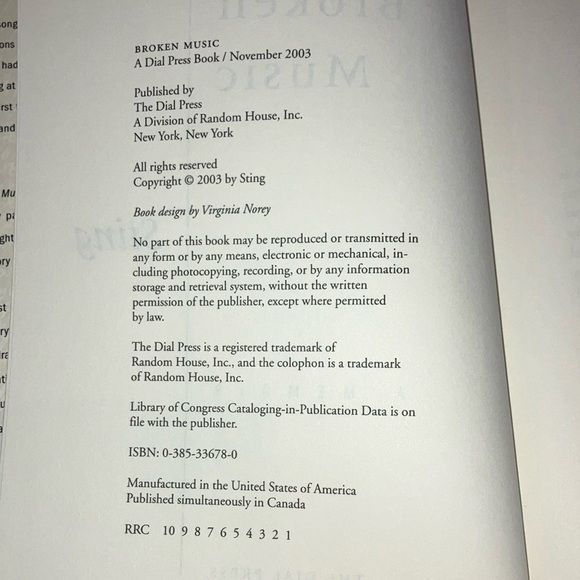 BROKEN MUSIC
A Dial Press Book / November 2003
Published by
The Dial Press
A Division of Random House, Inc.
New York, New York
All rights reserved
Copyright © 2003 by Sting
Book design by Virginia Norey
No part of this book may be reproduced or transmitted in
any form or by any means, electronic or mechanical, in-
cluding photocopying, recording, or by any information
storage and retrieval system, without the written
permission of the publisher, except where permitted
by law.
The Dial Press is a registered trademark of
Random House, Inc., and the colophon is a trademark
of Random House, Inc.
Library of Congress Cataloging-in-Publication Data is on
file with the publisher.
ISBN: 0-385-33678-0
Manufactured in the United States of America
Published simultaneously in Canada
RRC 10 9 8 7 6 5 4 3 2 1